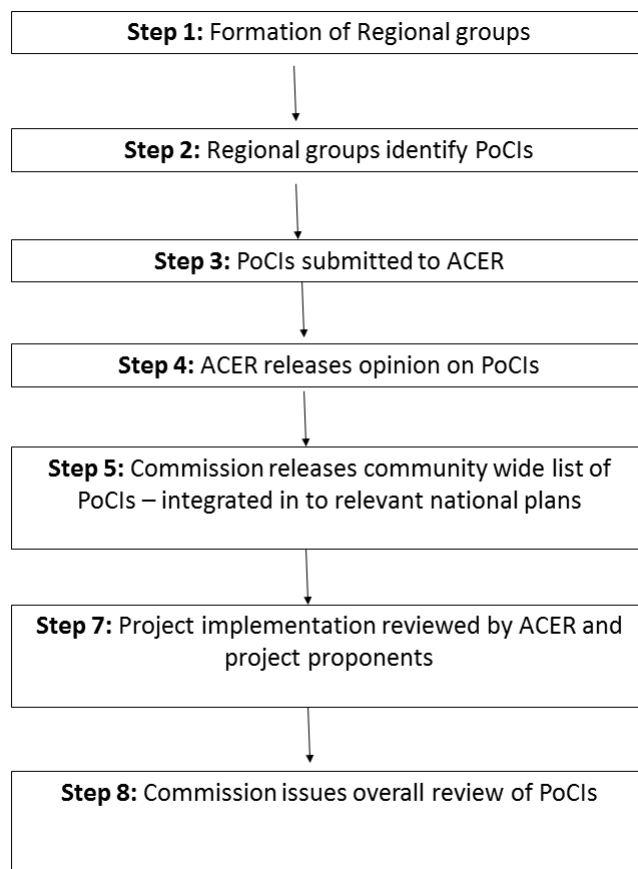 Step 1: Formation of Regional groups
Step 2: Regional groups identify PoCIs
Step 3: PoCIs submitted to ACER
Step 4: ACER releases opinion on PoCIs
Step 5: Commission releases community wide list of
PoCIs – integrated in to relevant national plans
Step 7: Project implementation reviewed by ACER and
project proponents
Step 8: Commission issues overall review of PoCIs